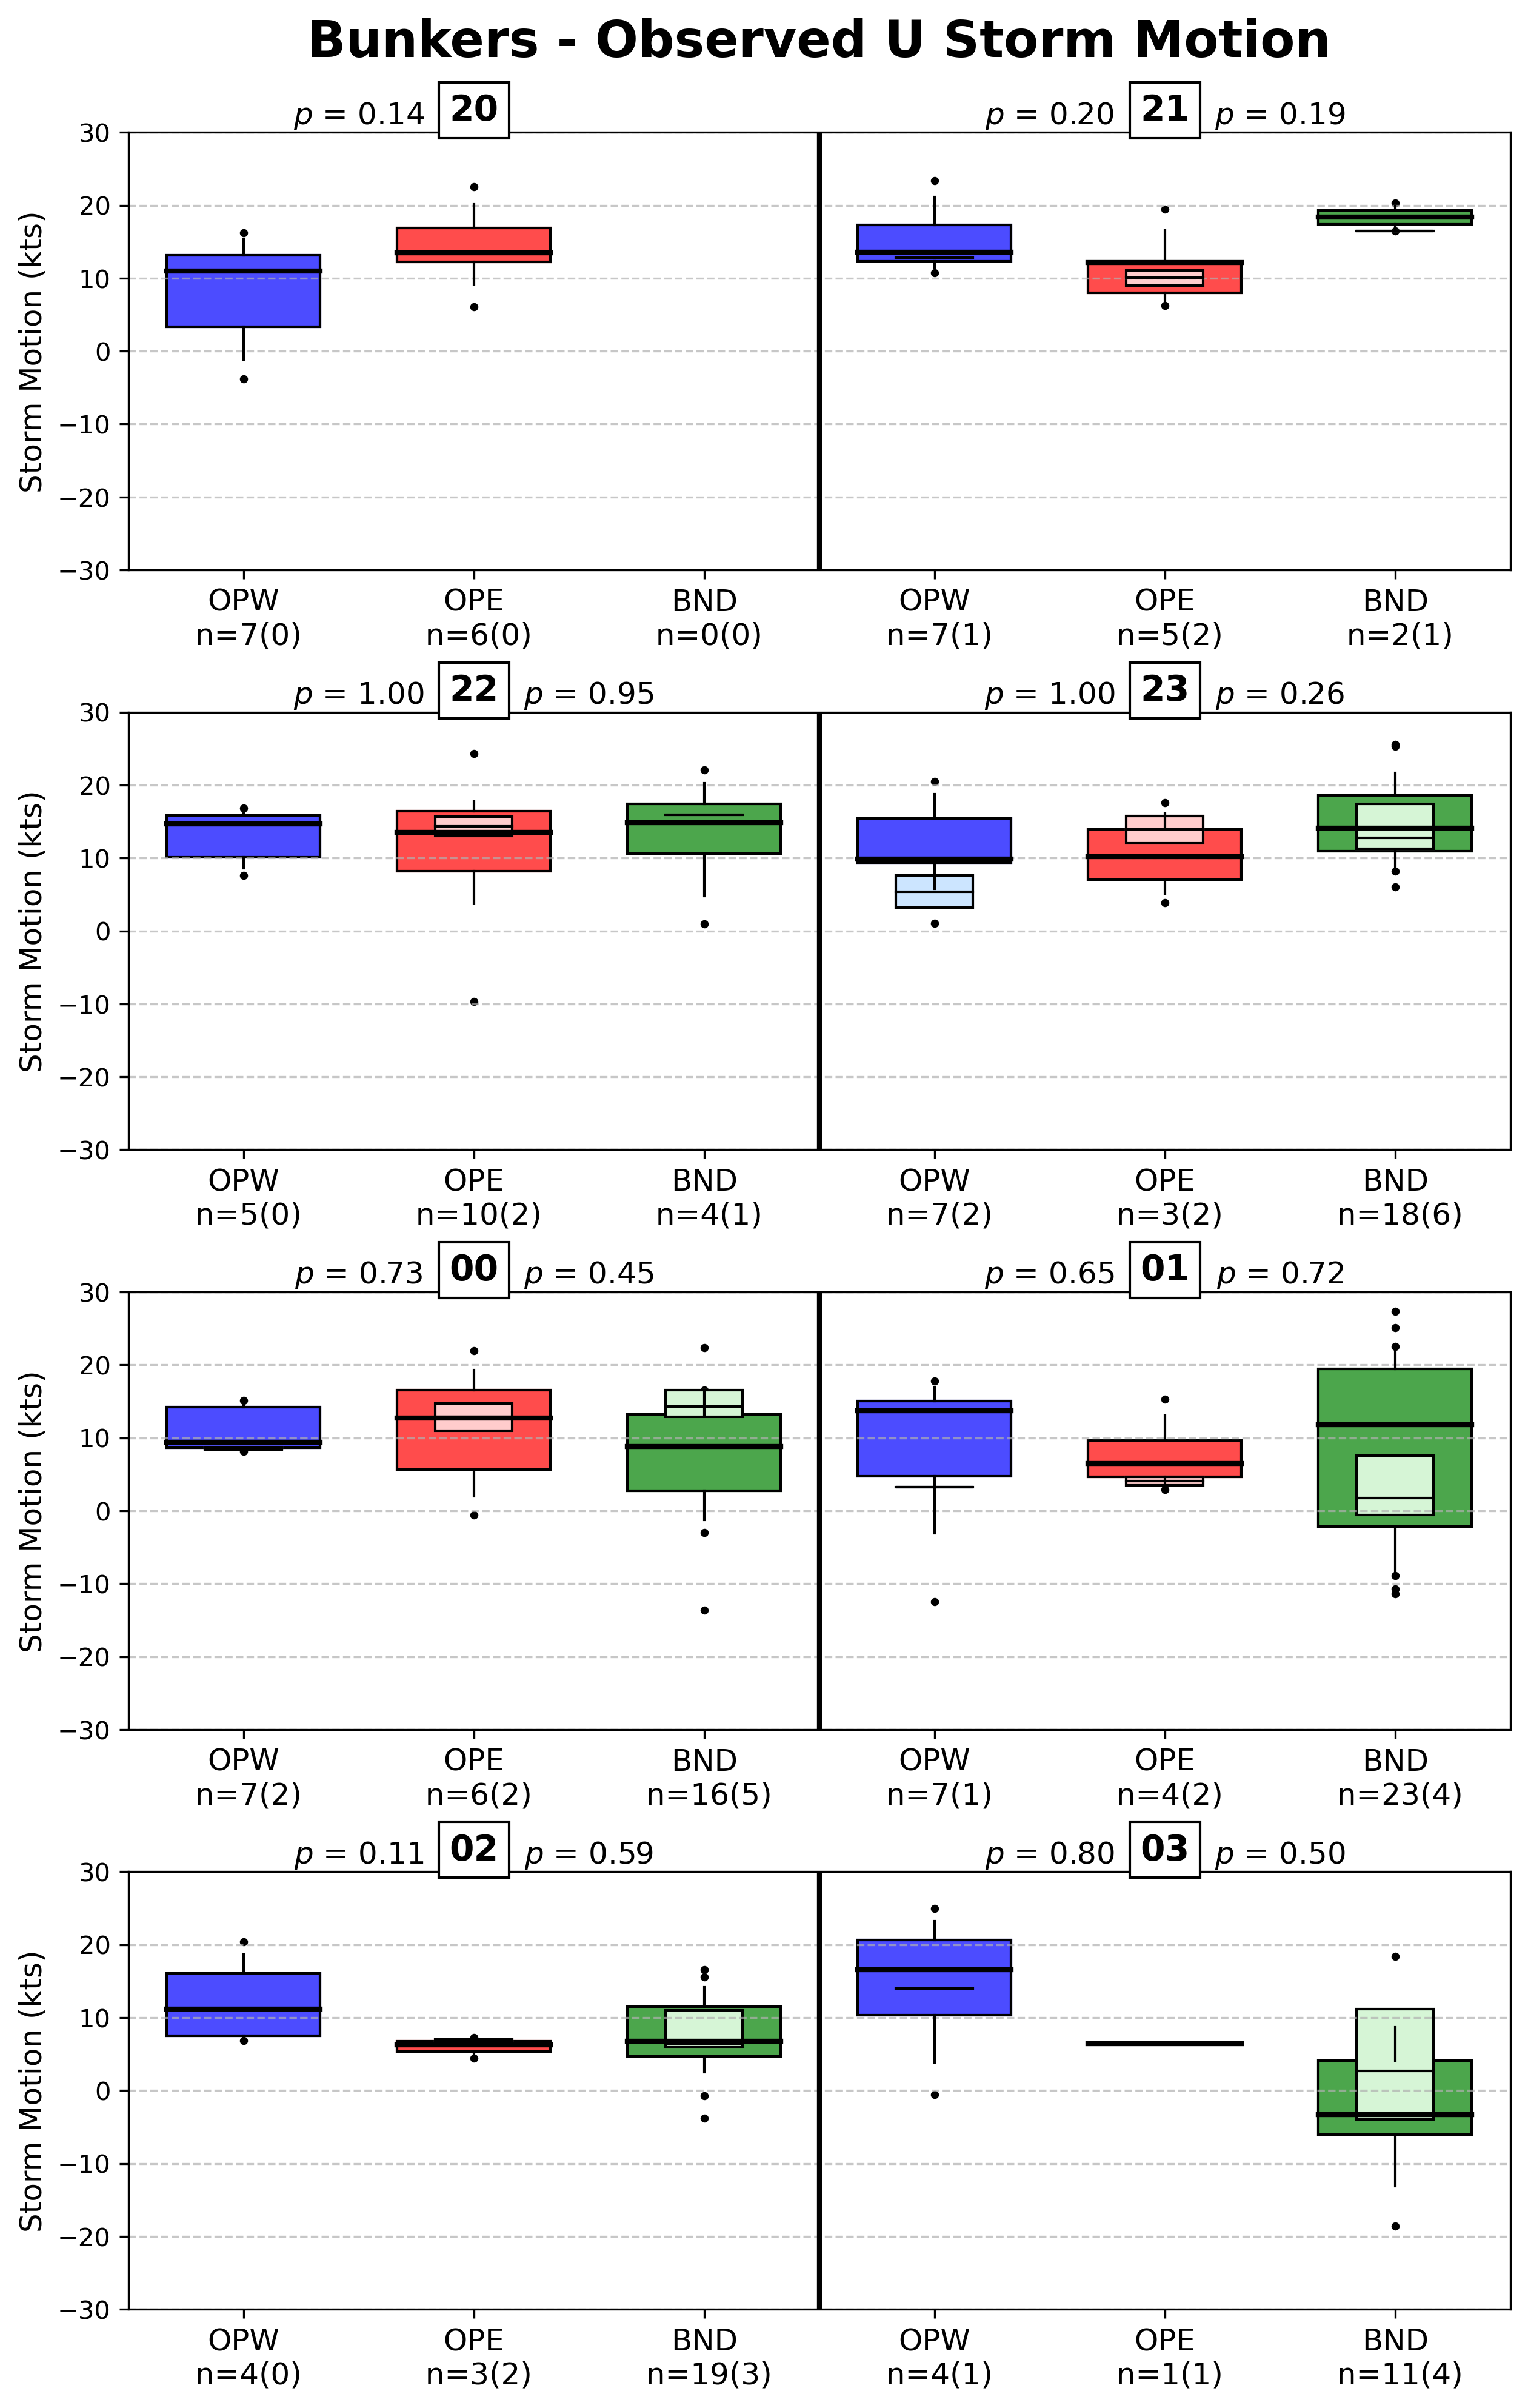 Bunkers - Observed U Storm Motion
p = 0.14 20
p = 0.20 21 p = 0.19
Storm Motion (kts)
30
20
10
0
−10
−20
−30
OPW OPE BND OPW OPE BND
n=7(0) n=6(0) n=0(0) n=7(1) n=5(2) n=2(1)
p = 1.00 22 p = 0.95
p = 1.00 23 p = 0.26
Storm Motion (kts)
30
20
10
0
−10
−20
−30
OPW OPE BND OPW OPE BND
n=5(0) n=10(2) n=4(1) n=7(2) n=3(2) n=18(6)
p = 0.73 00 p = 0.45
p = 0.65 01 p = 0.72
Storm Motion (kts)
30
20
10
0
−10
−20
−30
OPW OPE BND OPW OPE BND
n=7(2) n=6(2) n=16(5) n=7(1) n=4(2) n=23(4)
p = 0.11 02 p = 0.59
p = 0.80 03 p = 0.50
Storm Motion (kts)
30
20
10
0
−10
−20
−30
OPW OPE BND OPW OPE BND
n=4(0) n=3(2) n=19(3) n=4(1) n=1(1) n=11(4)